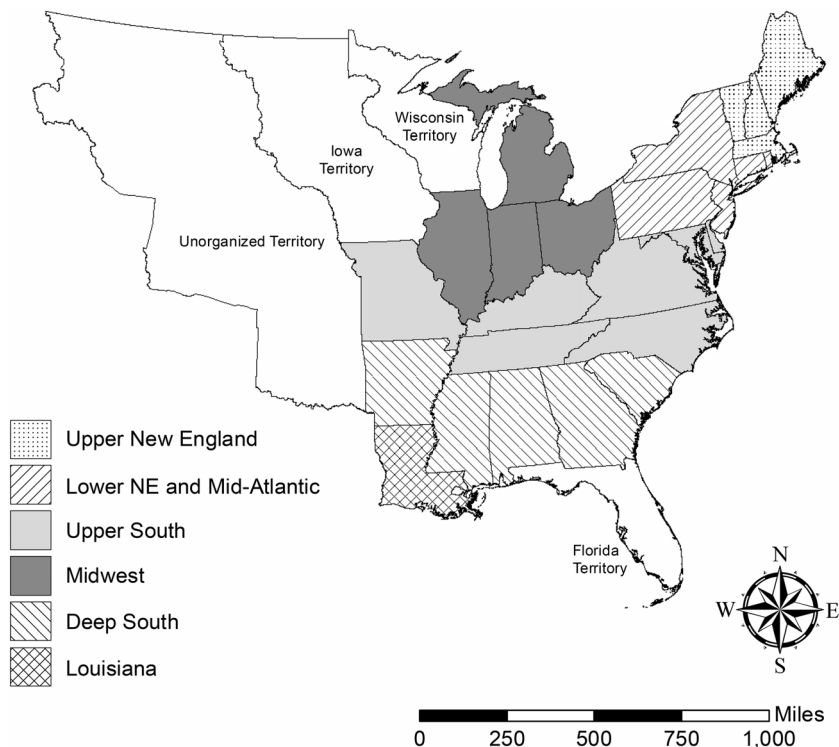 Wisconsin
Territory
Iowa
Territory
Unorganized Territory
Upper New England
Lower NE and Mid-Atlantic
Upper South
Midwest
Deep South
Louisiana
Florida
Territory
N
W E
S
Miles
0 250 500 750 1,000